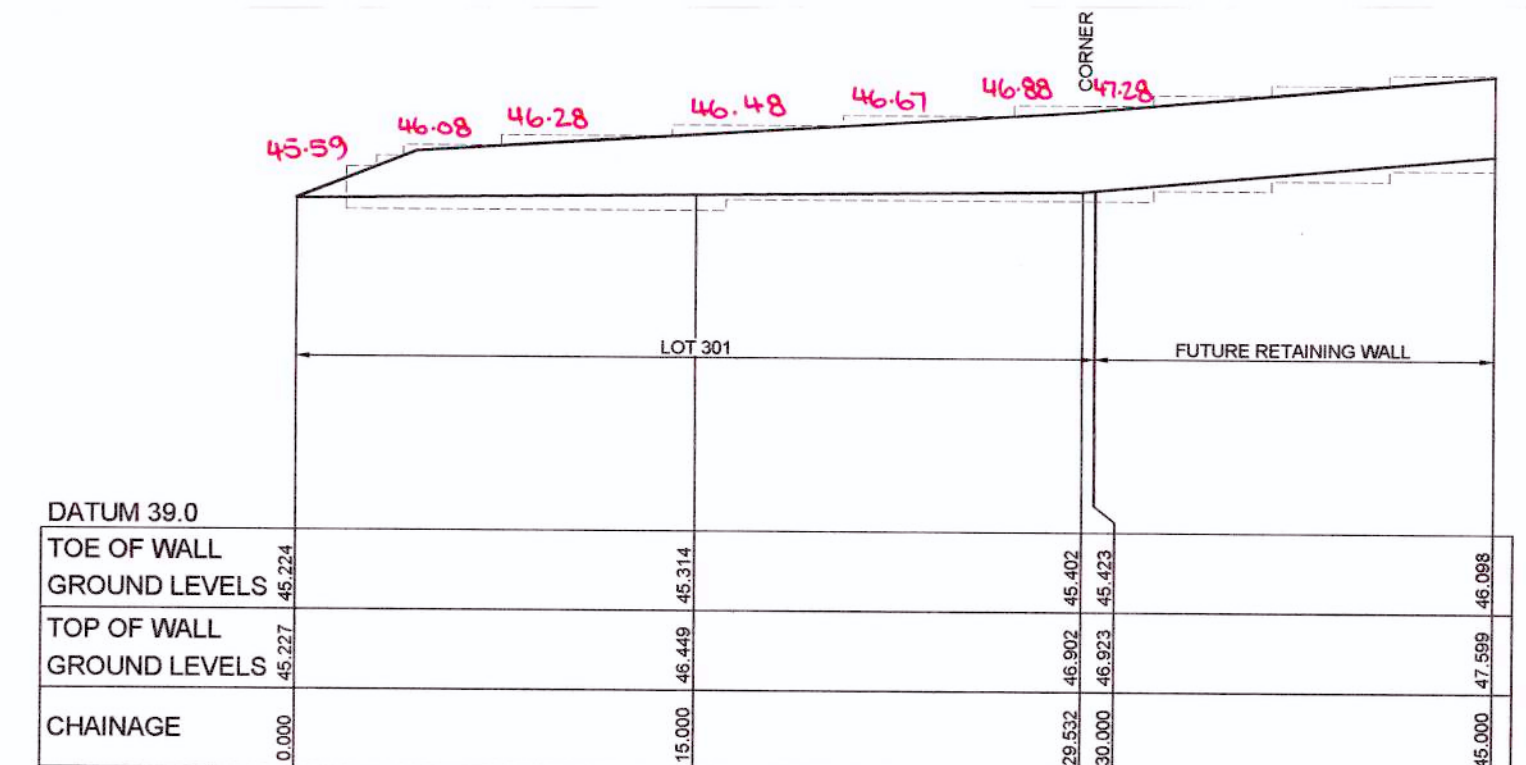 CORNER
45.59
46.08
46.28
46.48
46.67
46.88
47.28
LOT 301
FUTURE RETAINING WALL
DATUM 39.0
TOE OF WALL
GROUND LEVELS 45.224 45.314 45.402 45.423 46.098
TOP OF WALL
GROUND LEVELS 45.227 46.449 46.902 46.923 47.599
CHAINAGE 0.000 15.000 29.532 30.000 45.000